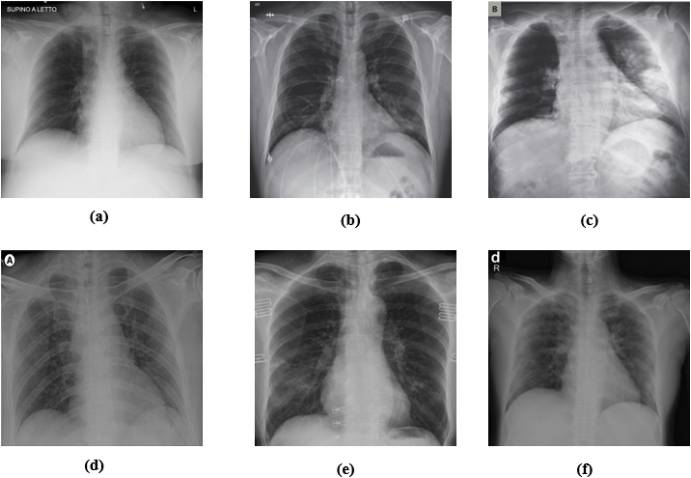 SUPINO A LETTO
L
B
(a)
(b)
(c)
A
d
R
(d)
(e)
(f)